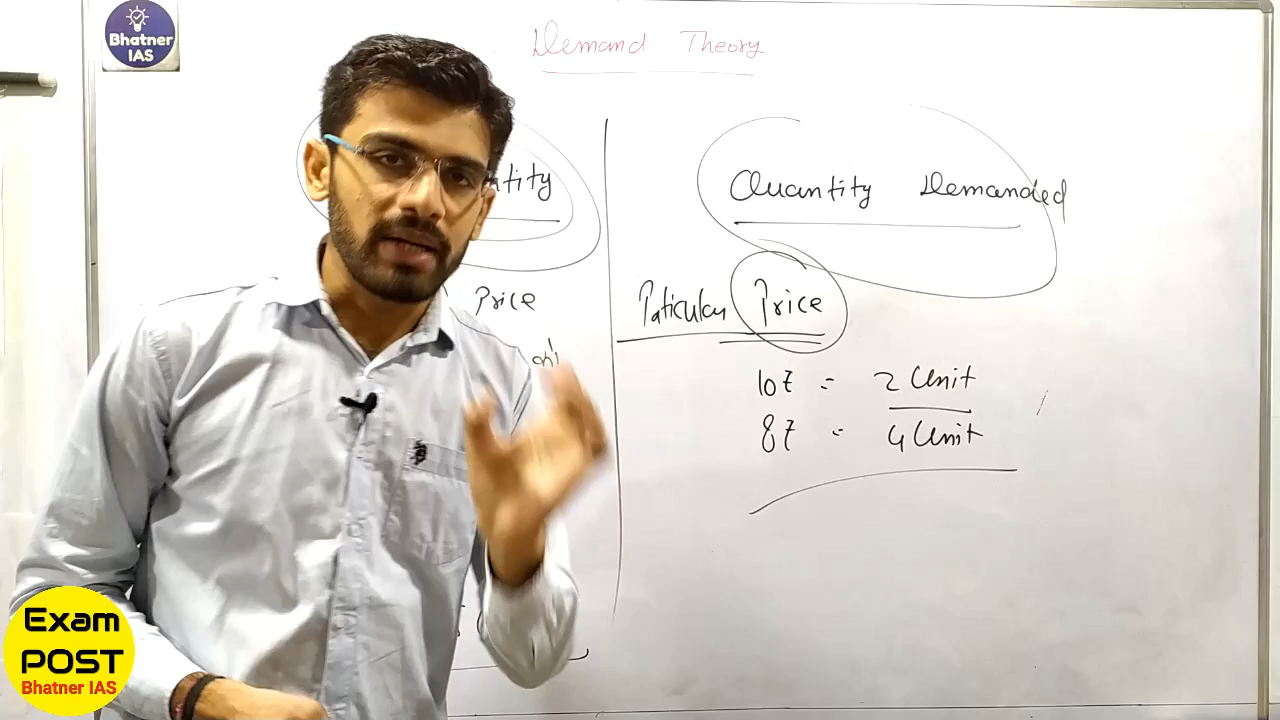 Bhatner
IAS
Demand Theory
ntity
Quantity Demanded
Price
Paticular Price
10₹ = 2 Unit
8₹ = 4 Unit
Exam
POST
Bhatner IAS